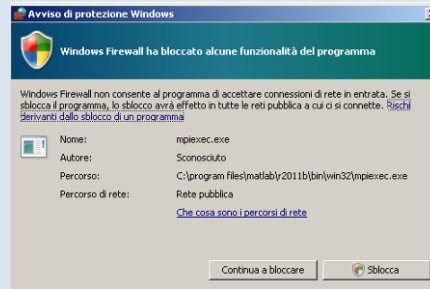 Avviso di protezione Windows
Windows Firewall ha bloccato alcune funzionalità del programma
Windows Firewall non consente al programma di accettare connessioni di rete in entrata. Se si
sblocca il programma, lo sblocco avrà effetto in tutte le reti pubblica a cui ci si connette. Rischi
derivanti dallo sblocco di un programma
Nome: mpiexec.exe
Autore: Sconosciuto
Percorso: C:\program files\matlab\r2011b\bin\win32\mpiexec.exe
Percorso di rete: Rete pubblica
Che cosa sono i percorsi di rete
Continua a bloccare Sblocca